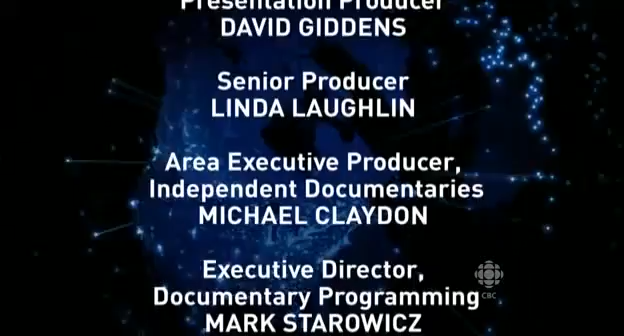 Presentation Producer
DAVID GIDDENS
Senior Producer
LINDA LAUGHLIN
Area Executive Producer,
Independent Documentaries
MICHAEL CLAYDON
Executive Director,
Documentary Programming
MARK STAROWICZ
CBC